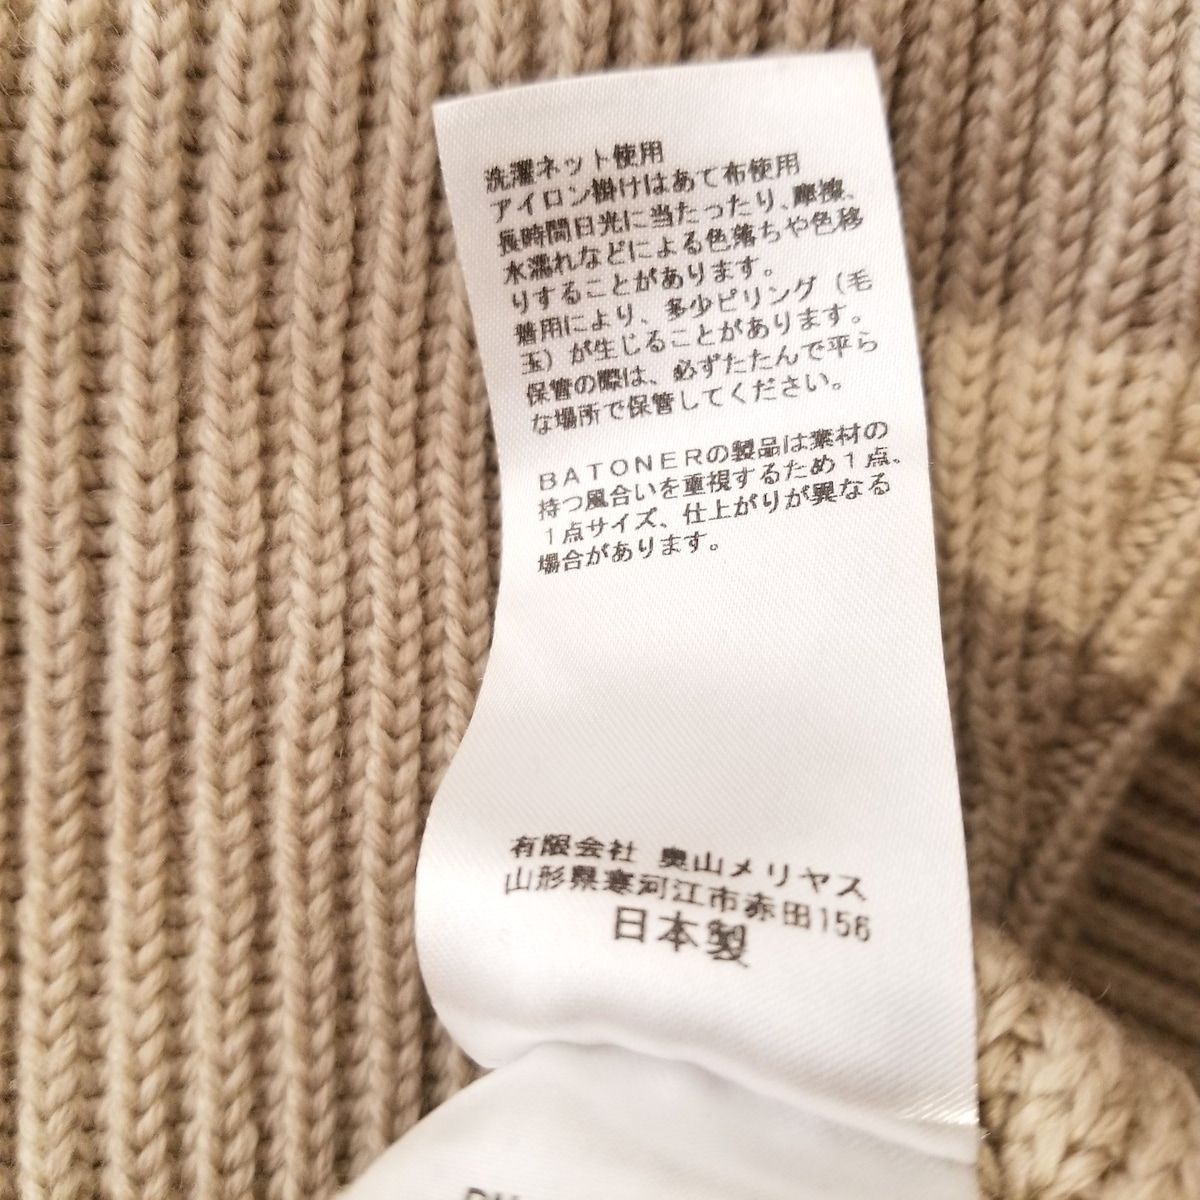 洗濯ネット使用
アイロン掛けはあて布使用
長時間日光に当たったり、摩擦、
水濡れなどによる色落ちや色移
りすることがあります。
着用により、多少ピリング（毛
玉）が生じることがあります。
保管の際は、必ずたたんで平ら
な場所で保管してください。
BATONERの製品は素材の
持つ風合いを重視するため1点、
1点サイズ、仕上がりが異なる
場合があります。
有限会社 奥山メリヤス
山形県寒河江市赤田156
日本製